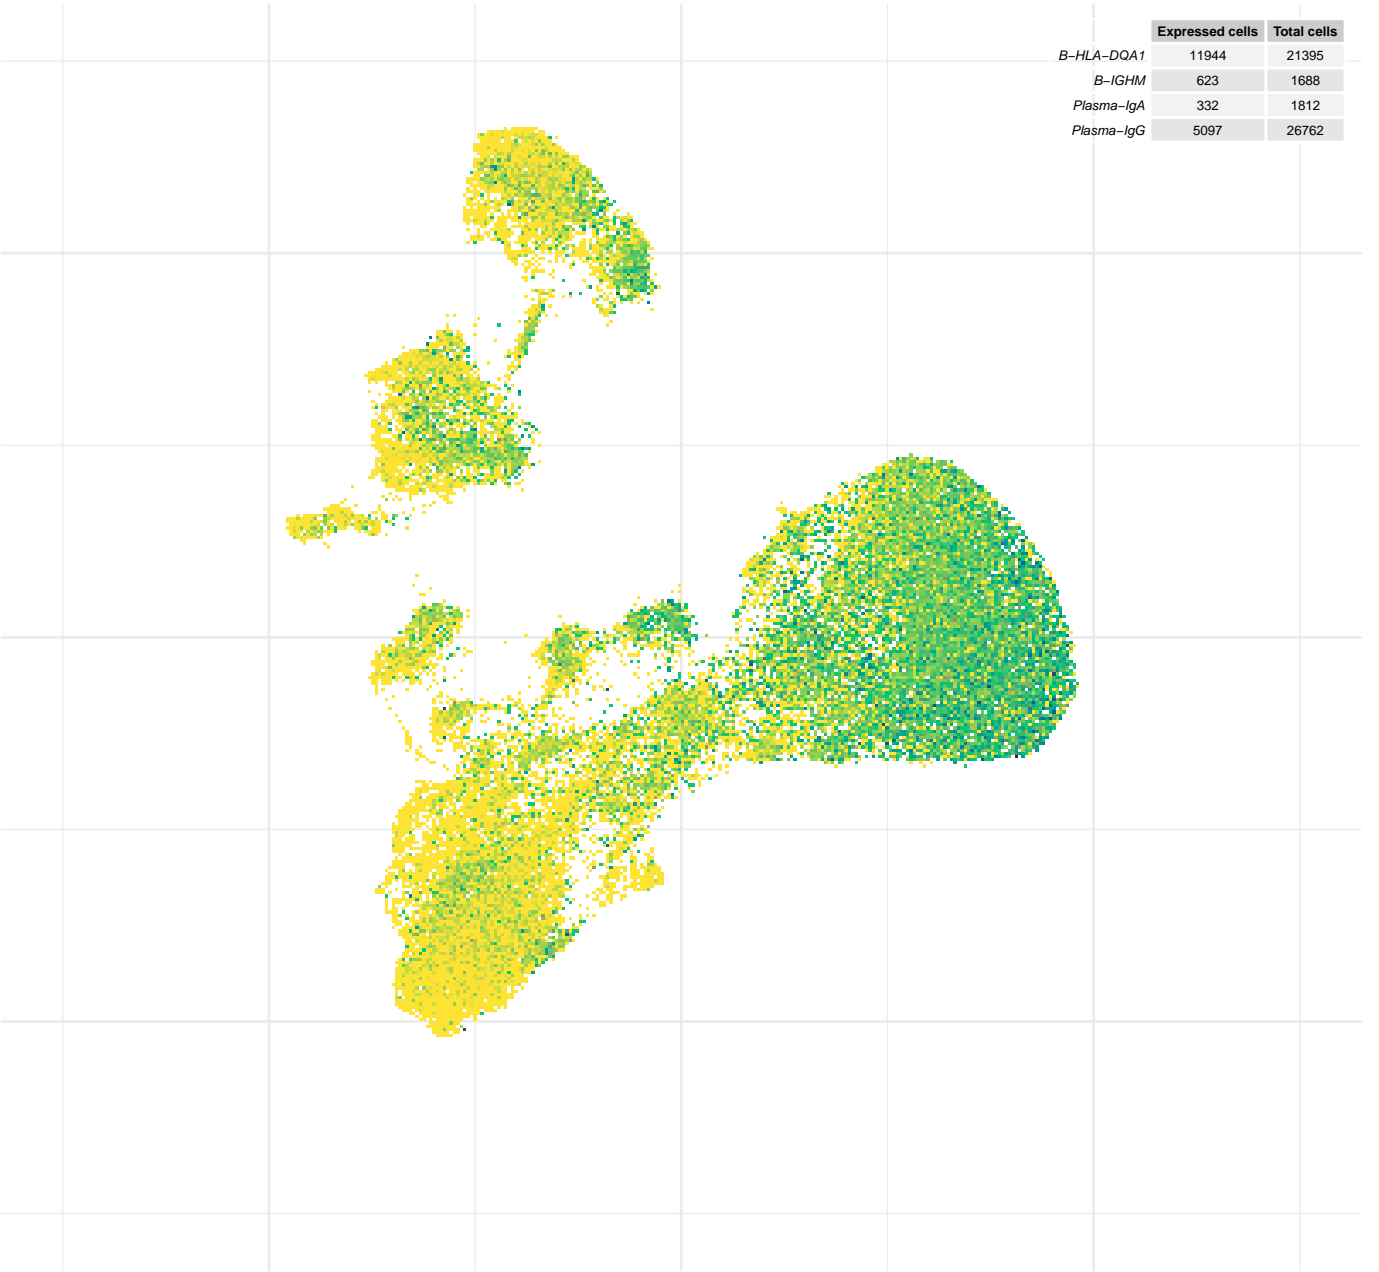 Expressed cells Total cells
B−HLA−DQA1 11944 21395
B−IGHM 623 1688
Plasma−IgA 332 1812
Plasma−IgG 5097 26762